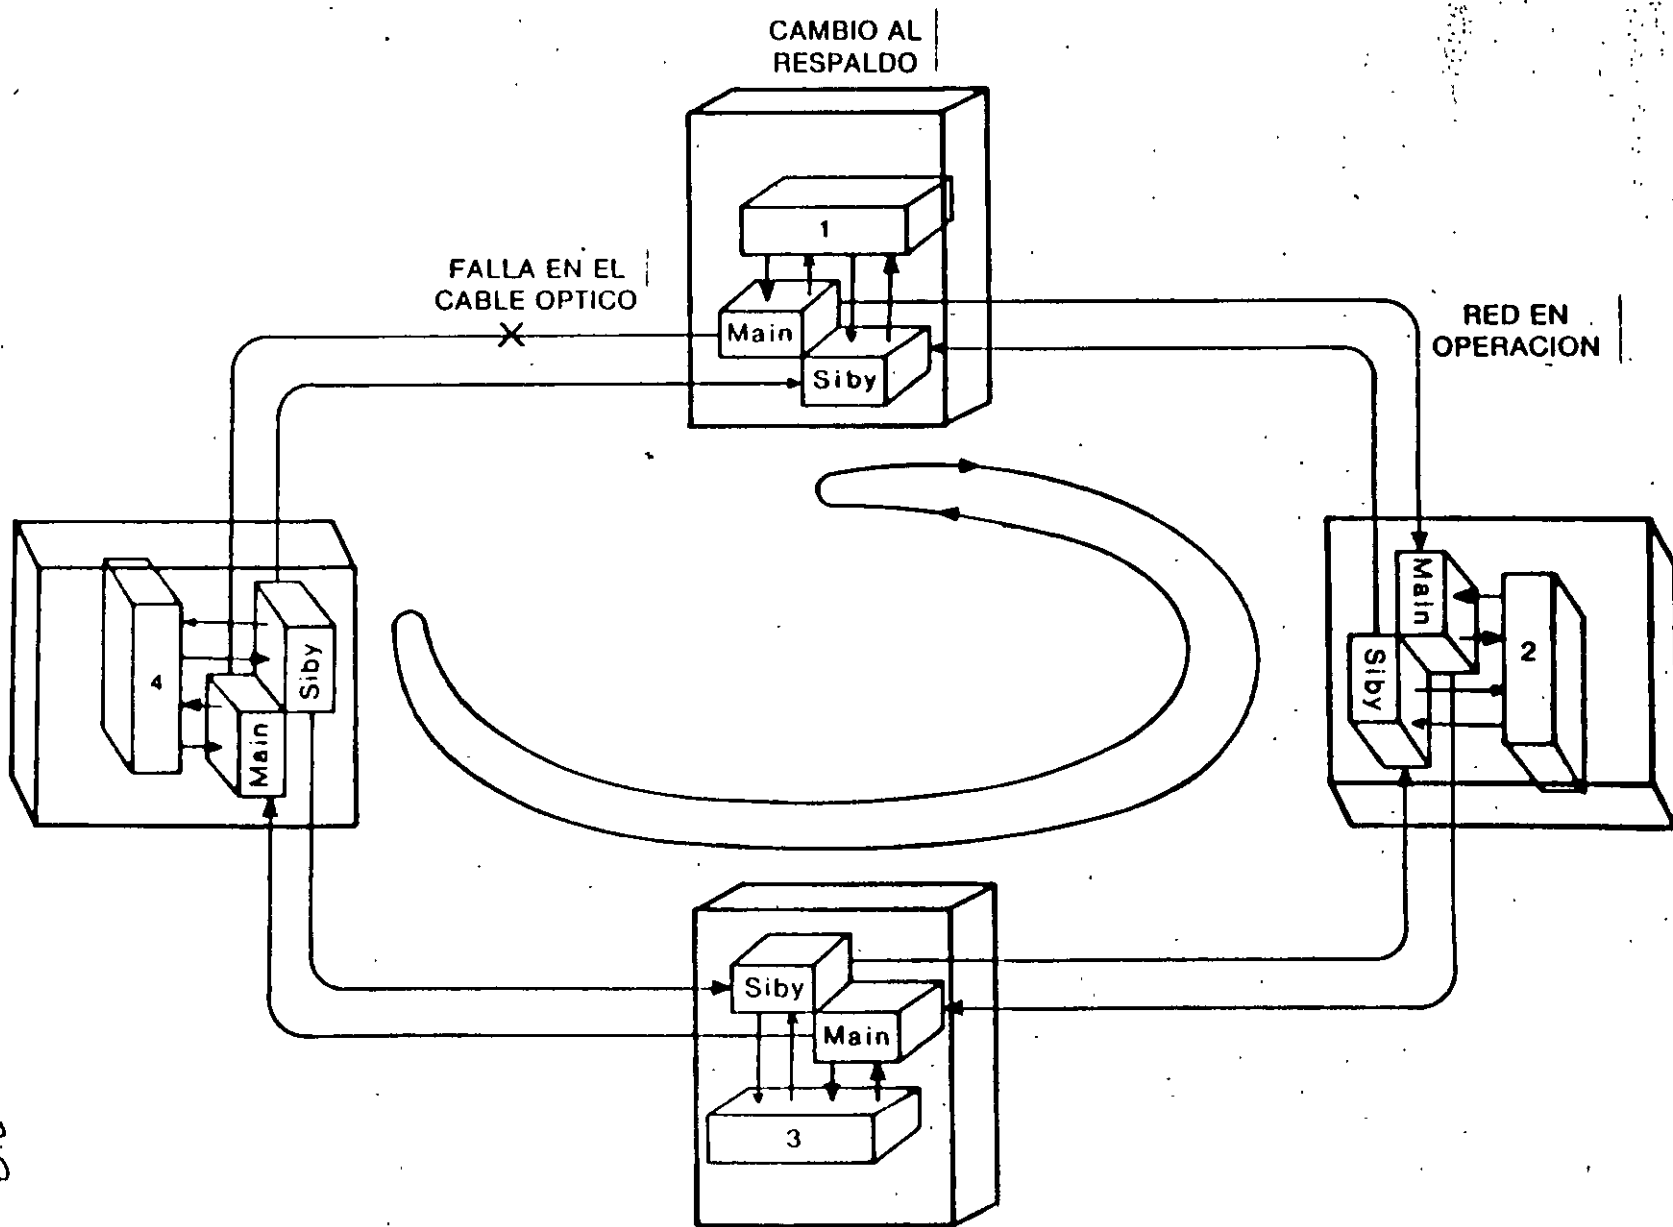 CAMBIO AL
RESPALDO
1
FALLA EN EL
CABLE OPTICO
Main
Siby
RED EN
OPERACION
4
Siby
Main
Main
Siby
2
Siby
Main
3